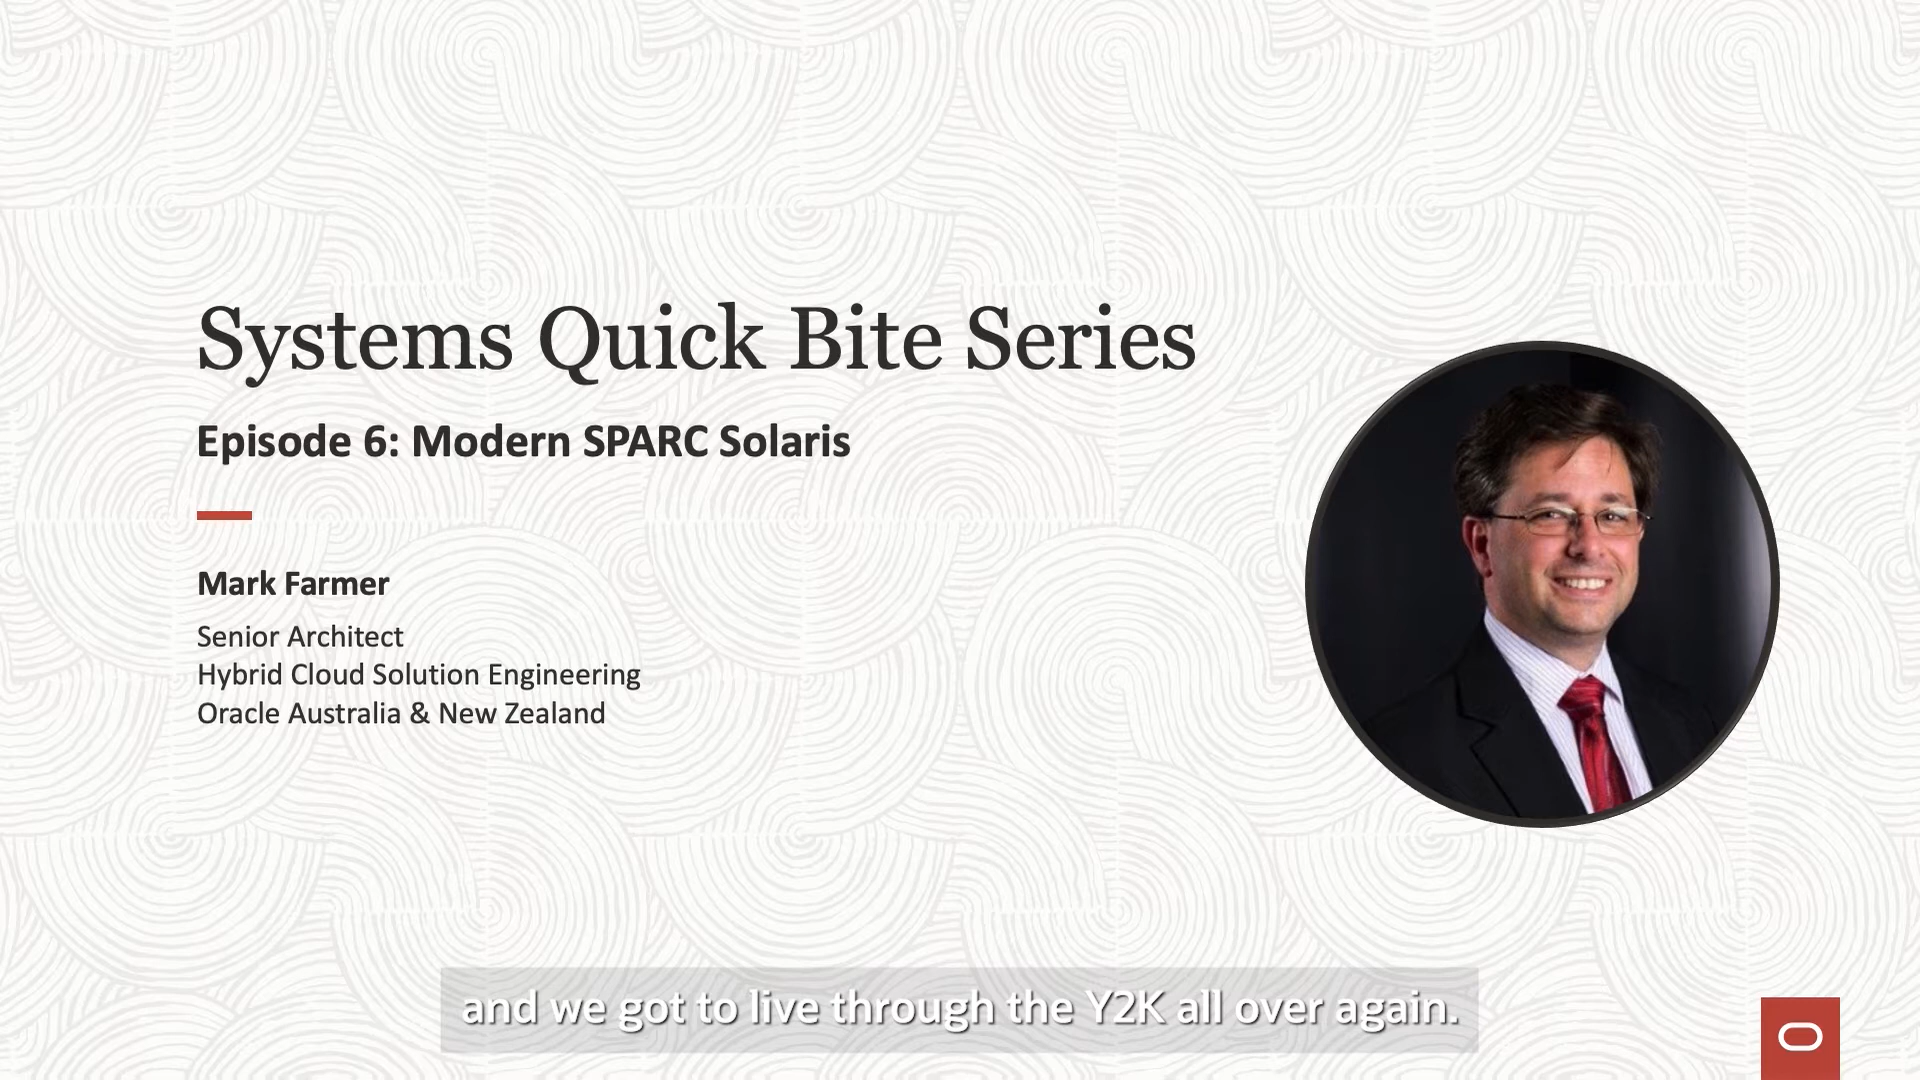 Systems Quick Bite Series
Episode 6: Modern SPARC Solaris
Mark Farmer
Senior Architect
Hybrid Cloud Solution Engineering
Oracle Australia & New Zealand
and we got to live through the Y2K all over again.